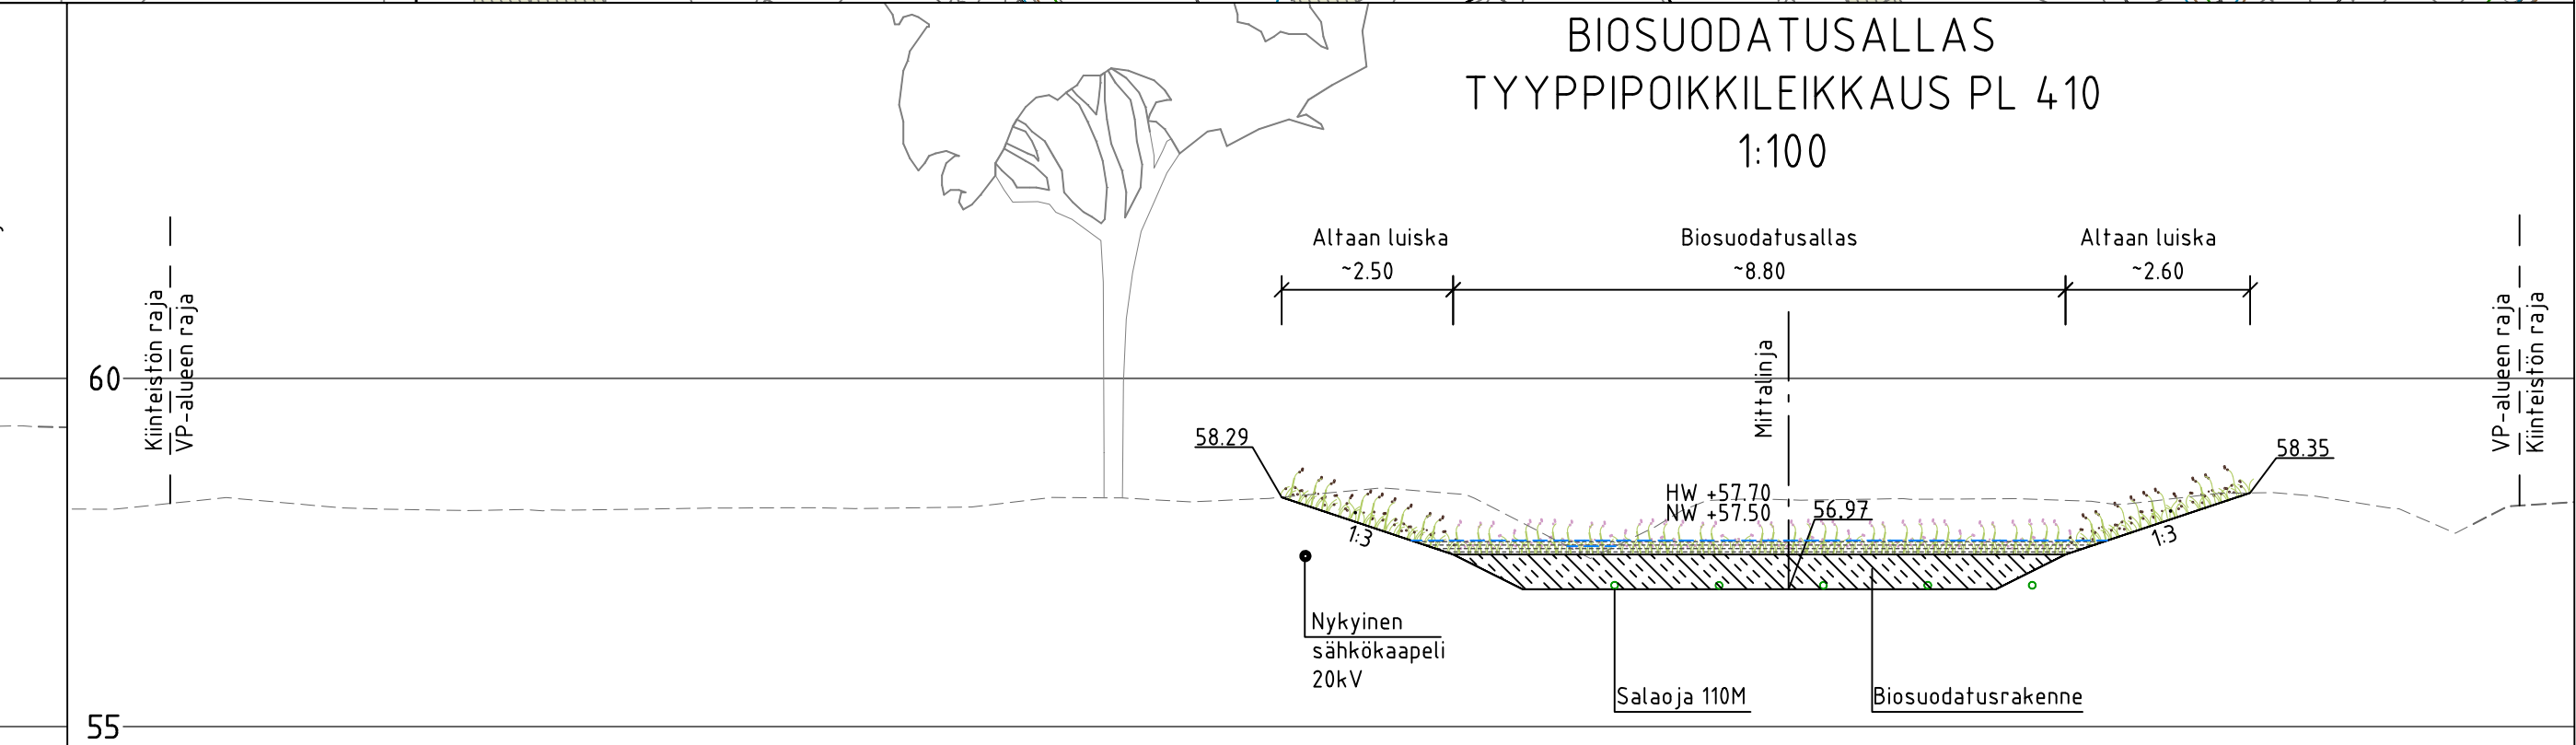 BIOSUODATUSALLAS
TYYPPIPOIKKILEIKKAUS PL 410
1:100
Altaan luiska
~2.50
Biosuodatusallas
~8.80
Altaan luiska
~2.60
Kiinteistön raja
VP-alueen raja
Mittalinja
VP-alueen raja
Kiinteistön raja
60
58.29
58.35
HW +57.70
NW +57.50
56.97
1:3
1:3
Nykyinen
sähkökaapeli
20kV
Salaoja 110M
Biosuodatusrakenne
55